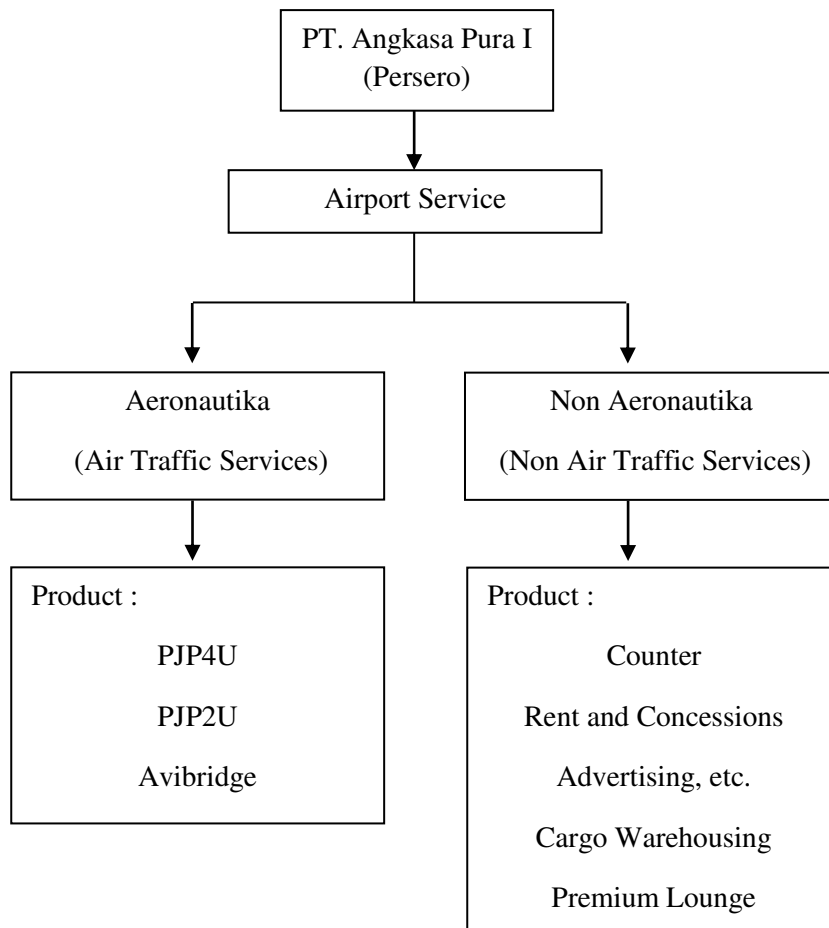 PT. Angkasa Pura I
(Persero)
Airport Service
Aeronautika
(Air Traffic Services)
Non Aeronautika
(Non Air Traffic Services)
Product :
PJP4U
PJP2U
Avibridge
Product :
Counter
Rent and Concessions
Advertising, etc.
Cargo Warehousing
Premium Lounge